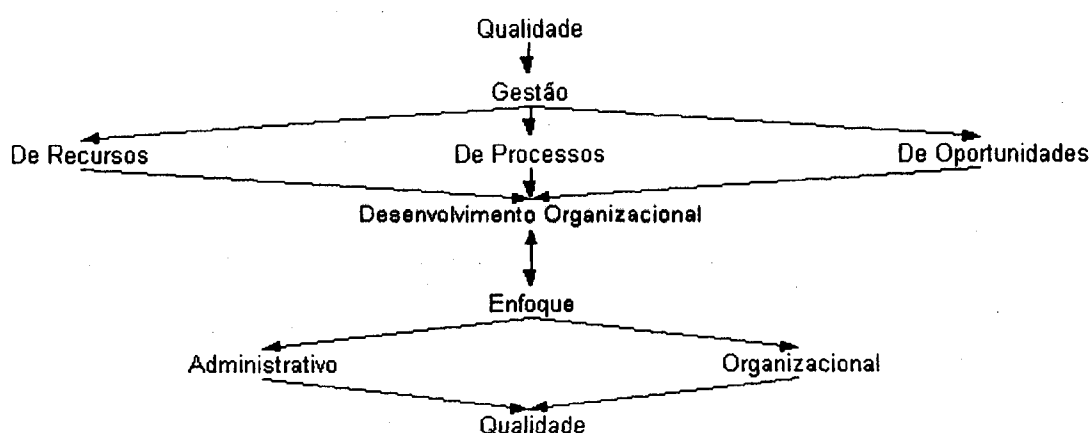 Qualidade
Gestão
De Recursos De Processos De Oportunidades
Desenvolvimento Organizacional
Enfoque
Administrativo Organizacional
Qualidade